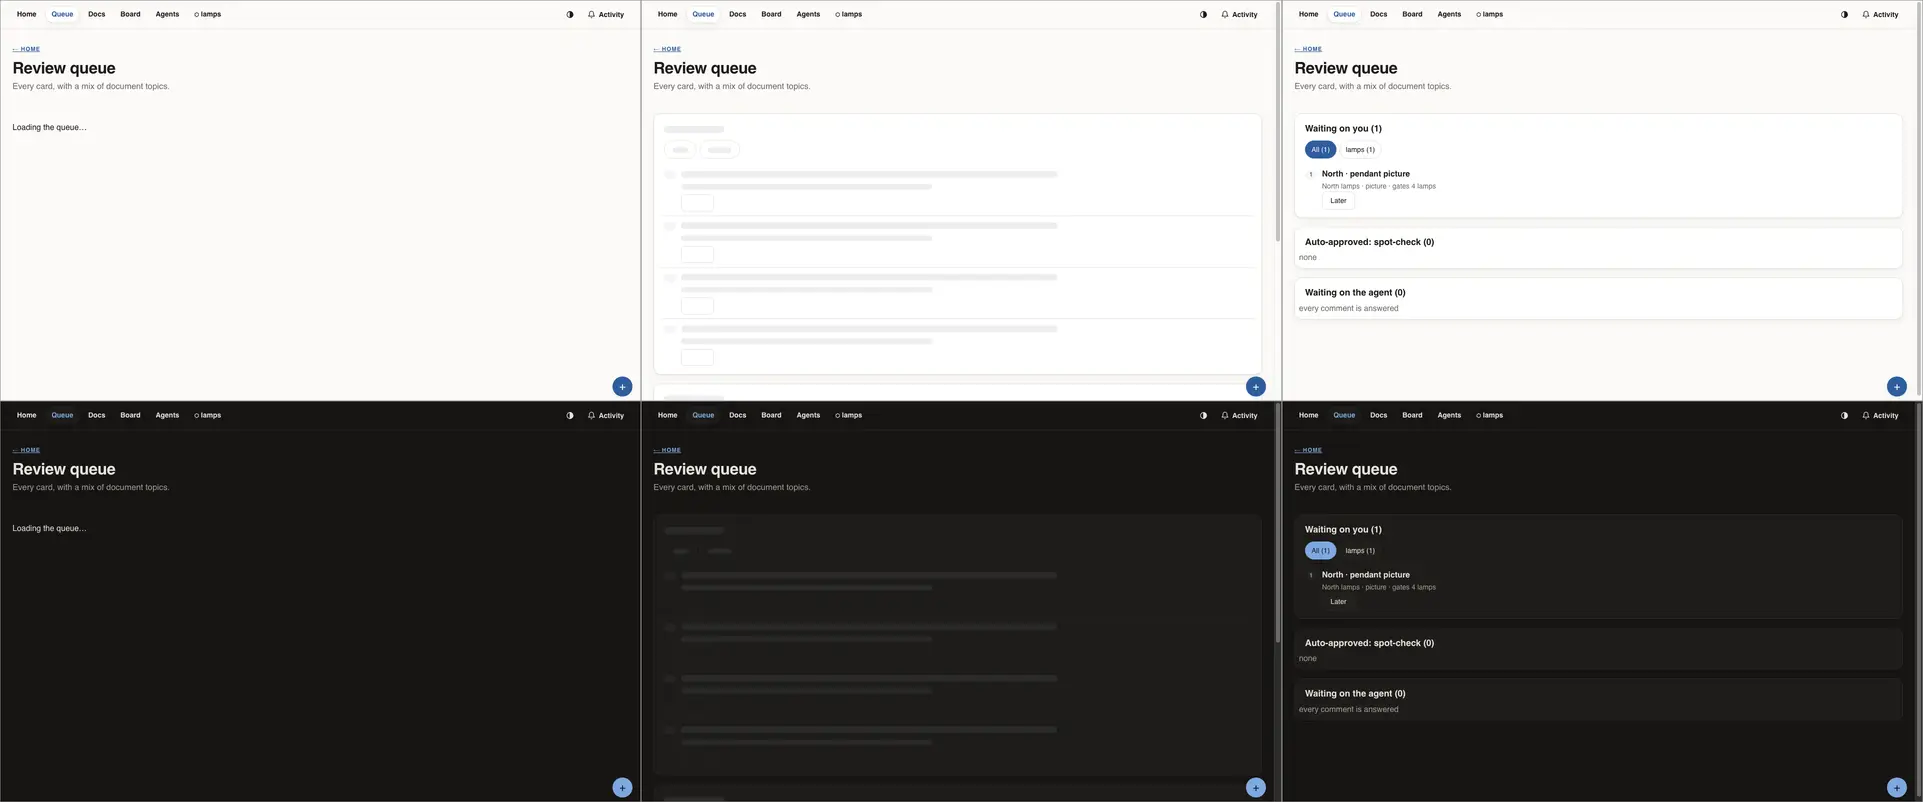 Home Queue Docs Board Agents lamps Activity
← HOME
Review queue
Every card, with a mix of document topics.
Loading the queue…
+
Home Queue Docs Board Agents lamps Activity
← HOME
Review queue
Every card, with a mix of document topics.
+
Home Queue Docs Board Agents lamps Activity
← HOME
Review queue
Every card, with a mix of document topics.
Waiting on you (1)
All (1) lamps (1)
1 North · pendant picture
North lamps · picture · gates 4 lamps
Later
Auto-approved: spot-check (0)
none
Waiting on the agent (0)
every comment is answered
+
Home Queue Docs Board Agents lamps Activity
← HOME
Review queue
Every card, with a mix of document topics.
Loading the queue…
+
Home Queue Docs Board Agents lamps Activity
← HOME
Review queue
Every card, with a mix of document topics.
+
Home Queue Docs Board Agents lamps Activity
← HOME
Review queue
Every card, with a mix of document topics.
Waiting on you (1)
All (1) lamps (1)
1 North · pendant picture
North lamps · picture · gates 4 lamps
Later
Auto-approved: spot-check (0)
none
Waiting on the agent (0)
every comment is answered
+